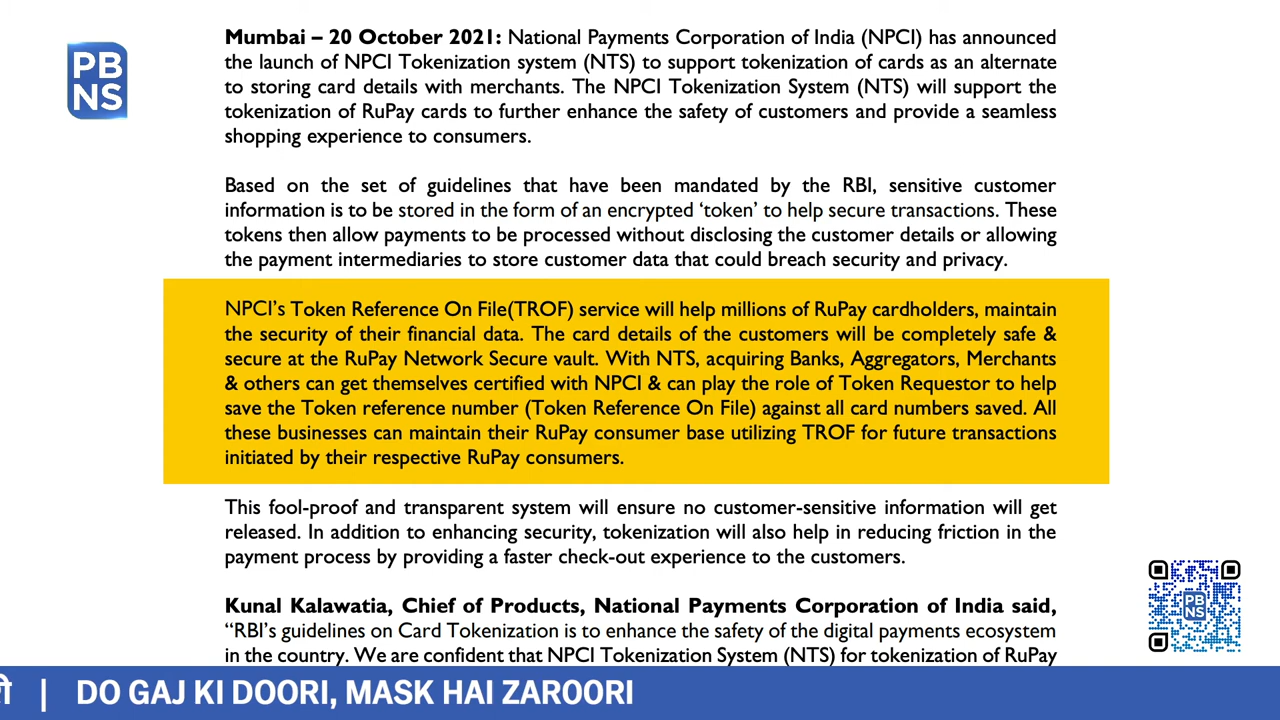 PB
NS
Mumbai – 20 October 2021: National Payments Corporation of India (NPCI) has announced
the launch of NPCI Tokenization system (NTS) to support tokenization of cards as an alternate
to storing card details with merchants. The NPCI Tokenization System (NTS) will support the
tokenization of RuPay cards to further enhance the safety of customers and provide a seamless
shopping experience to consumers.
Based on the set of guidelines that have been mandated by the RBI, sensitive customer
information is to be stored in the form of an encrypted ‘token’ to help secure transactions. These
tokens then allow payments to be processed without disclosing the customer details or allowing
the payment intermediaries to store customer data that could breach security and privacy.
NPCI’s Token Reference On File(TROF) service will help millions of RuPay cardholders, maintain
the security of their financial data. The card details of the customers will be completely safe &
secure at the RuPay Network Secure vault. With NTS, acquiring Banks, Aggregators, Merchants
& others can get themselves certified with NPCI & can play the role of Token Requestor to help
save the Token reference number (Token Reference On File) against all card numbers saved. All
these businesses can maintain their RuPay consumer base utilizing TROF for future transactions
initiated by their respective RuPay consumers.
This fool-proof and transparent system will ensure no customer-sensitive information will get
released. In addition to enhancing security, tokenization will also help in reducing friction in the
payment process by providing a faster check-out experience to the customers.
Kunal Kalawatia, Chief of Products, National Payments Corporation of India said,
“RBI’s guidelines on Card Tokenization is to enhance the safety of the digital payments ecosystem
in the country. We are confident that NPCI Tokenization System (NTS) for tokenization of RuPay
PB
NS
| DO GAJ KI DOORI, MASK HAI ZAROORI